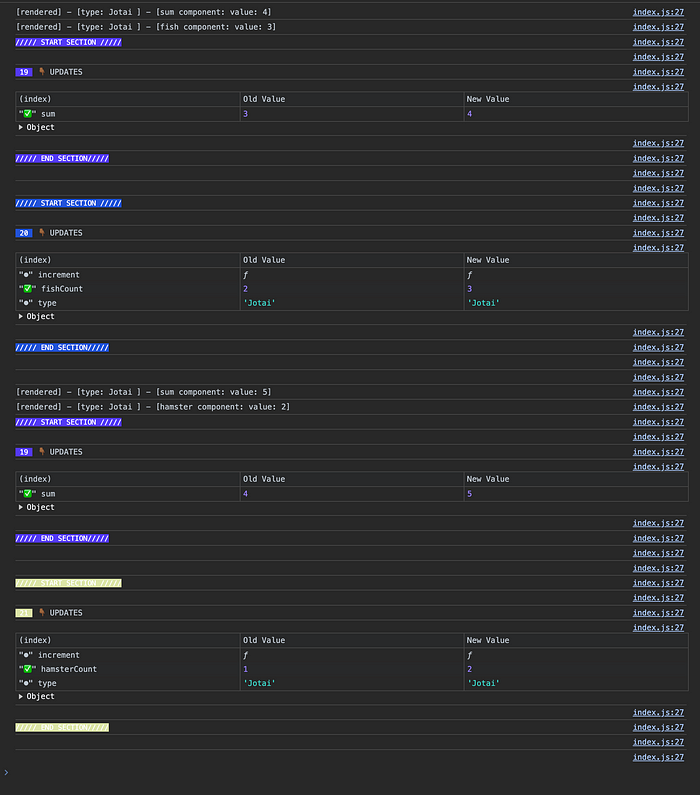 [rendered] – [type: Jotai ] – [sum component: value: 4] index.js:27
[rendered] – [type: Jotai ] – [fish component: value: 3] index.js:27
///// START SECTION ///// index.js:27
index.js:27
19 👇🏾 UPDATES index.js:27
index.js:27
(index) Old Value New Value
"✅" sum 3 4
▶ Object
index.js:27
///// END SECTION///// index.js:27
index.js:27
index.js:27
///// START SECTION ///// index.js:27
index.js:27
20 👇🏾 UPDATES index.js:27
index.js:27
(index) Old Value New Value
"⏺" increment ƒ ƒ
"✅" fishCount 2 3
"⏺" type 'Jotai' 'Jotai'
▶ Object
index.js:27
///// END SECTION///// index.js:27
index.js:27
index.js:27
[rendered] – [type: Jotai ] – [sum component: value: 5] index.js:27
[rendered] – [type: Jotai ] – [hamster component: value: 2] index.js:27
///// START SECTION ///// index.js:27
index.js:27
19 👇🏾 UPDATES index.js:27
index.js:27
(index) Old Value New Value
"✅" sum 4 5
▶ Object
index.js:27
///// END SECTION///// index.js:27
index.js:27
index.js:27
///// START SECTION ///// index.js:27
index.js:27
👇🏾 UPDATES index.js:27
index.js:27
(index) Old Value New Value
"⏺" increment ƒ ƒ
"✅" hamsterCount 1 2
"⏺" type 'Jotai' 'Jotai'
▶ Object
index.js:27
///// END SECTION///// index.js:27
index.js:27
index.js:27